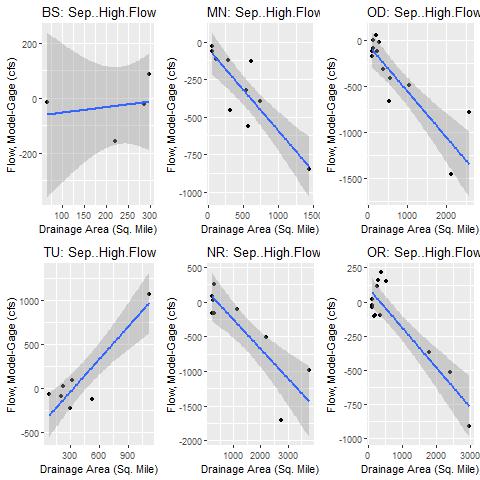 BS: Sep..High.Flow
MN: Sep..High.Flow
OD: Sep..High.Flow
Flow, Model-Gage (cfs)
200
0
-200
100 150 200 250 300
Drainage Area (Sq. Mile)
Flow, Model-Gage (cfs)
0
-500
-1000
0 500 1000 1500
Drainage Area (Sq. Mile)
Flow, Model-Gage (cfs)
0
-500
-1000
-1500
0 1000 2000
Drainage Area (Sq. Mile)
TU: Sep..High.Flow
NR: Sep..High.Flow
OR: Sep..High.Flow
Flow, Model-Gage (cfs)
1000
500
0
-500
300 600 900
Drainage Area (Sq. Mile)
Flow, Model-Gage (cfs)
500
0
-500
-1000
-1500
-2000
1000 2000 3000
Drainage Area (Sq. Mile)
Flow, Model-Gage (cfs)
250
0
-250
-500
-750
-1000
0 1000 2000 3000
Drainage Area (Sq. Mile)